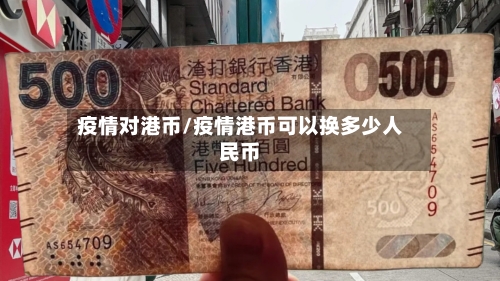 500
渣打銀行(香港)
Standard
Chartered Bank
0500
疫情对港币/疫情港币可以换多少人
民币
港幣
佰圓
Five Hundred
AS654709
500
AS654709
HK